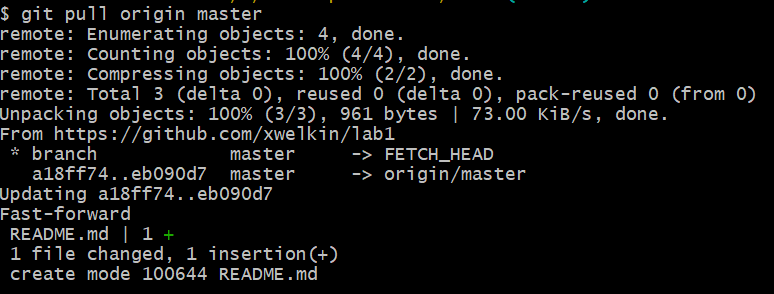 $ git pull origin master
remote: Enumerating objects: 4, done.
remote: Counting objects: 100% (4/4), done.
remote: Compressing objects: 100% (2/2), done.
remote: Total 3 (delta 0), reused 0 (delta 0), pack-reused 0 (from 0)
Unpacking objects: 100% (3/3), 961 bytes | 73.00 KiB/s, done.
From https://github.com/xwelkin/lab1
 * branch            master     -> FETCH_HEAD
   a18ff74..eb090d7  master     -> origin/master
Updating a18ff74..eb090d7
Fast-forward
 README.md | 1 +
 1 file changed, 1 insertion(+)
 create mode 100644 README.md